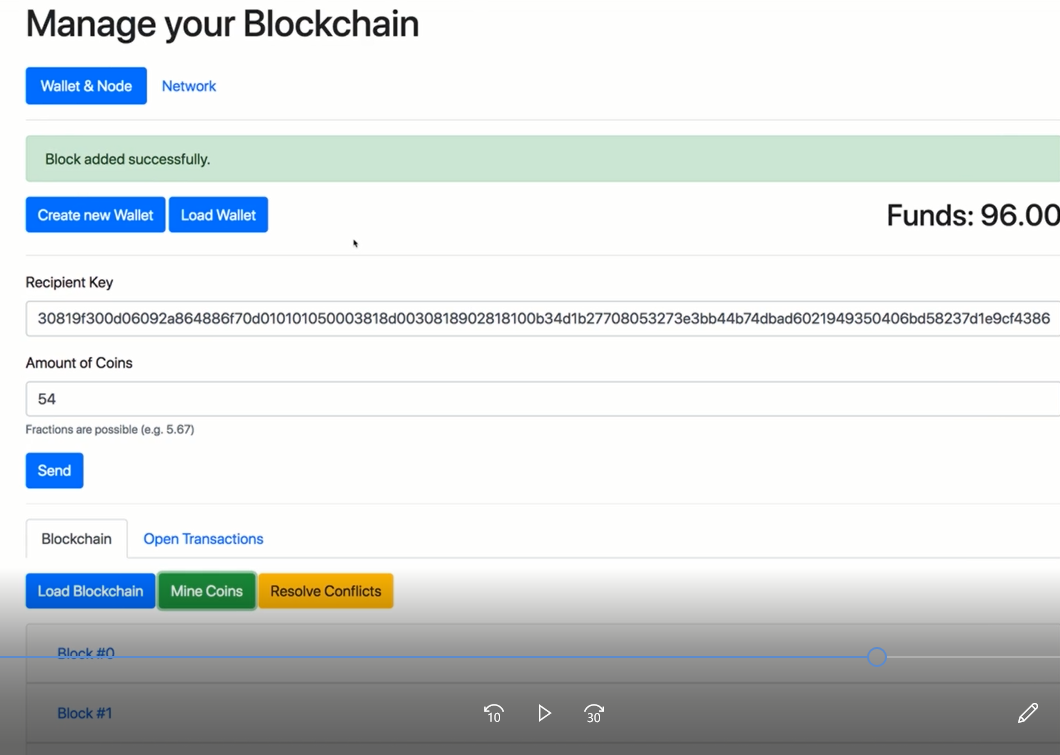 Manage your Blockchain
Wallet & Node
Network
Block added successfully.
Create new Wallet
Load Wallet
Funds: 96.00
Recipient Key
30819f300d06092a864886f70d010101050003818d0030818902818100b34d1b27708053273e3bb44b74dbad6021949350406bd58237d1e9cf4386
Amount of Coins
54
Fractions are possible (e.g. 5.67)
Send
Blockchain
Open Transactions
Load Blockchain
Mine Coins
Resolve Conflicts
Block #0
Block #1
10
30